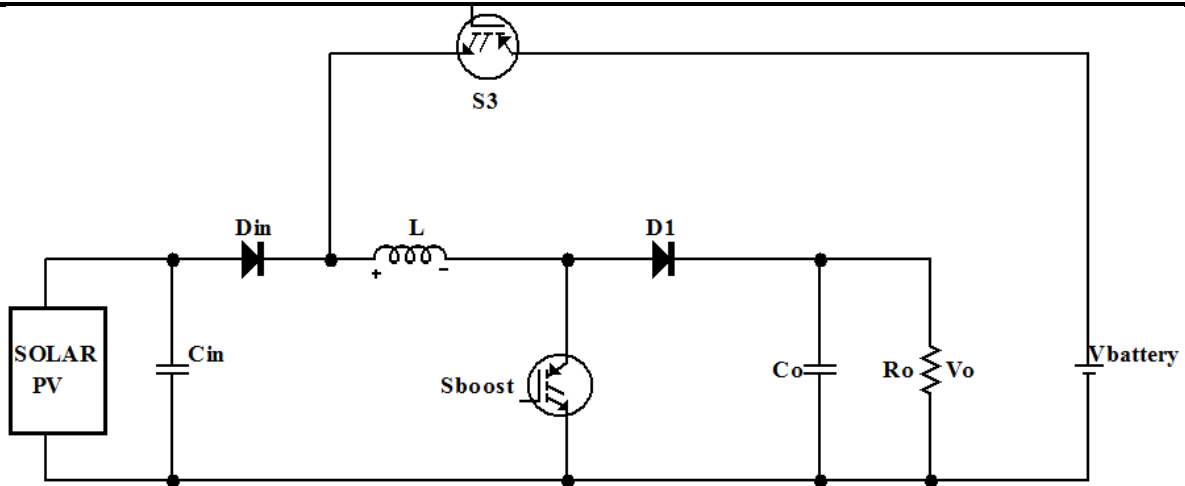 S3
Din
L
D1
+
-
SOLAR
PV
Cin
Sboost
Co
Ro
Vo
Vbattery